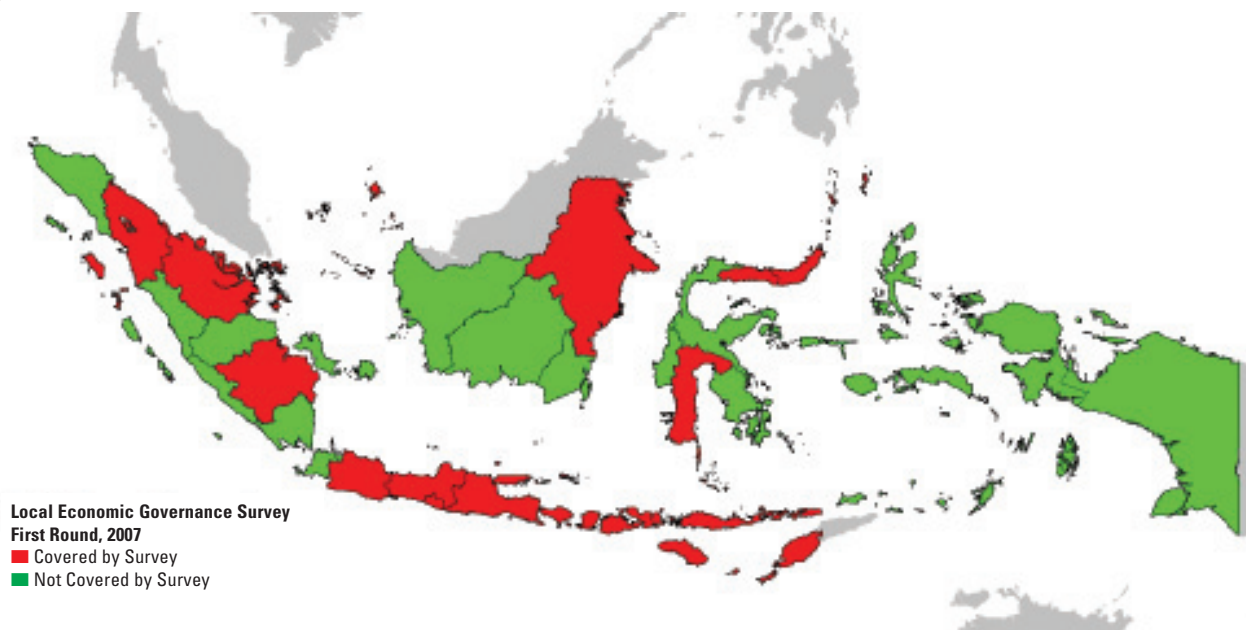 Local Economic Governance Survey
First Round, 2007
Covered by Survey
Not Covered by Survey